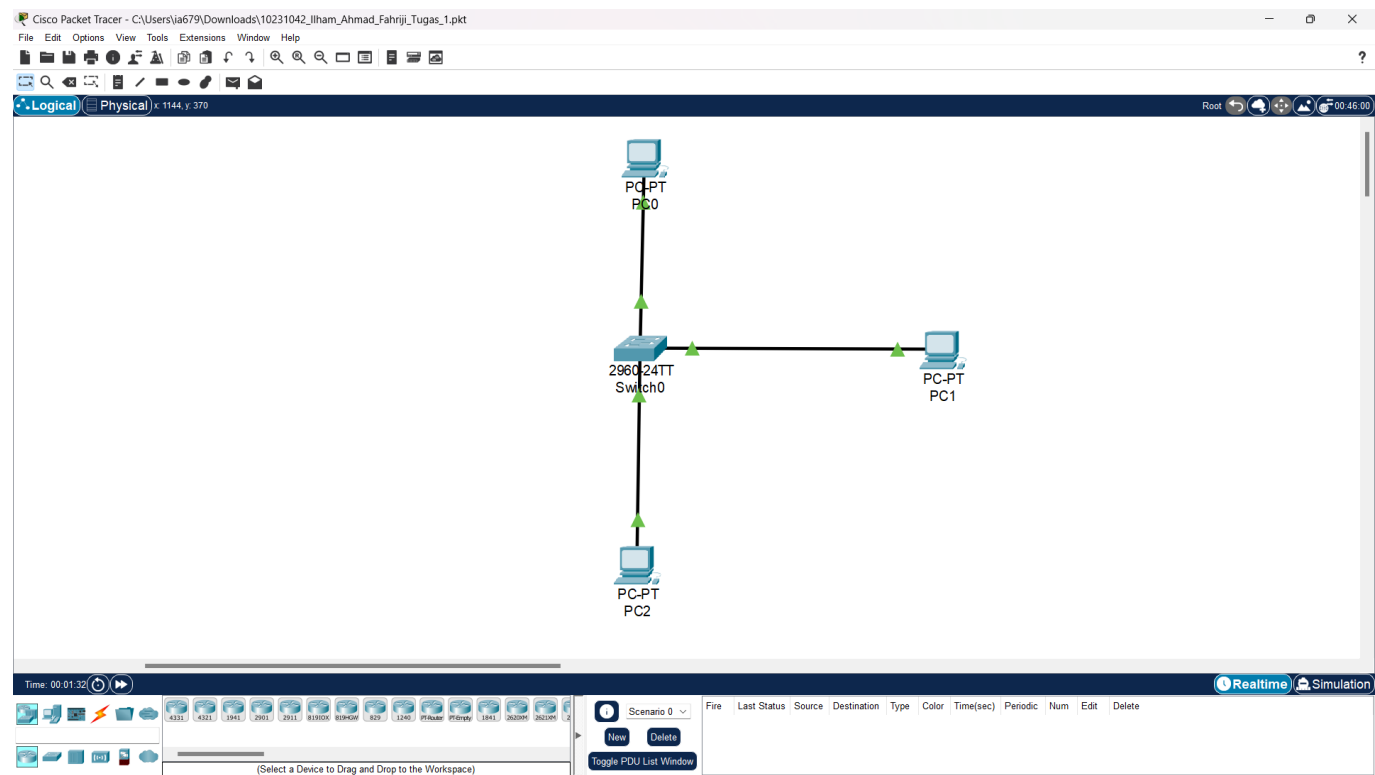 Cisco Packet Tracer - C:\Users\ia679\Downloads\10231042_Ilham_Ahmad_Fahriji_Tugas_1.pkt
File Edit Options View Tools Extensions Window Help
?
Logical Physical x: 1144, y: 370 Root 00:46:00
PC-PT
PC0
2960-24TT
Switch0
PC-PT
PC1
PC-PT
PC2
Time: 00:01:32 Realtime Simulation
4331 4321 1941 2901 2911 819IOX 819HGW 829 1240 PT-Router PT-Empty 1841 2620XM 2621XM 2
Scenario 0
Fire Last Status Source Destination Type Color Time(sec) Periodic Num Edit Delete
New Delete
Toggle PDU List Window
(Select a Device to Drag and Drop to the Workspace)